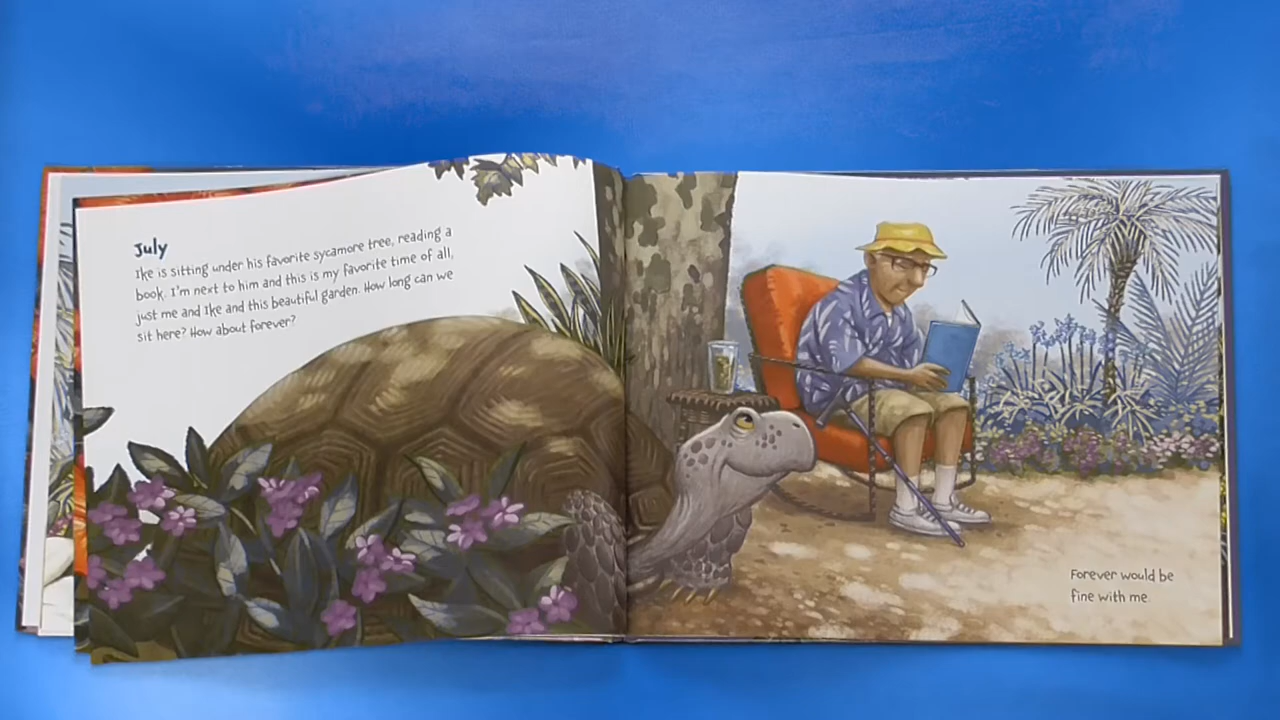 July
Ike is sitting under his favorite sycamore tree, reading a
book. I'm next to him and this is my favorite time of all,
just me and Ike and this beautiful garden. How long can we
sit here? How about forever?
Forever would be
fine with me.